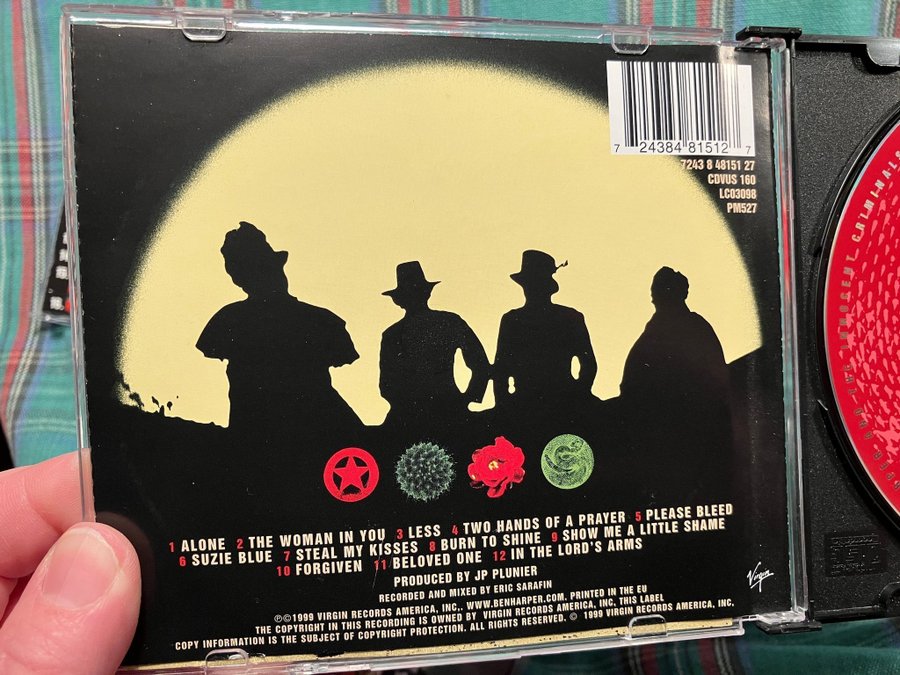 7 24384 81512 7
7243 8 48151 27
CDVUS 160
LC03098
PM527
1 ALONE 2 THE WOMAN IN YOU 3 LESS 4 TWO HANDS OF A PRAYER 5 PLEASE BLEED
6 SUZIE BLUE 7 STEAL MY KISSES 8 BURN TO SHINE 9 SHOW ME A LITTLE SHAME
10 FORGIVEN 11 BELOVED ONE 12 IN THE LORD'S ARMS
PRODUCED BY JP PLUNIER
RECORDED AND MIXED BY ERIC SARAFIN
℗©1999 VIRGIN RECORDS AMERICA, INC,. WWW.BENHARPER.COM. PRINTED IN THE EU
THE COPYRIGHT IN THIS RECORDING IS OWNED BY VIRGIN RECORDS AMERICA, INC, THIS LABEL
COPY INFORMATION IS THE SUBJECT OF COPYRIGHT PROTECTION. ALL RIGHTS RESERVED. © 1999 VIRGIN RECORDS AMERICA, INC.
Virgin
INNOCENT CRIMINALS